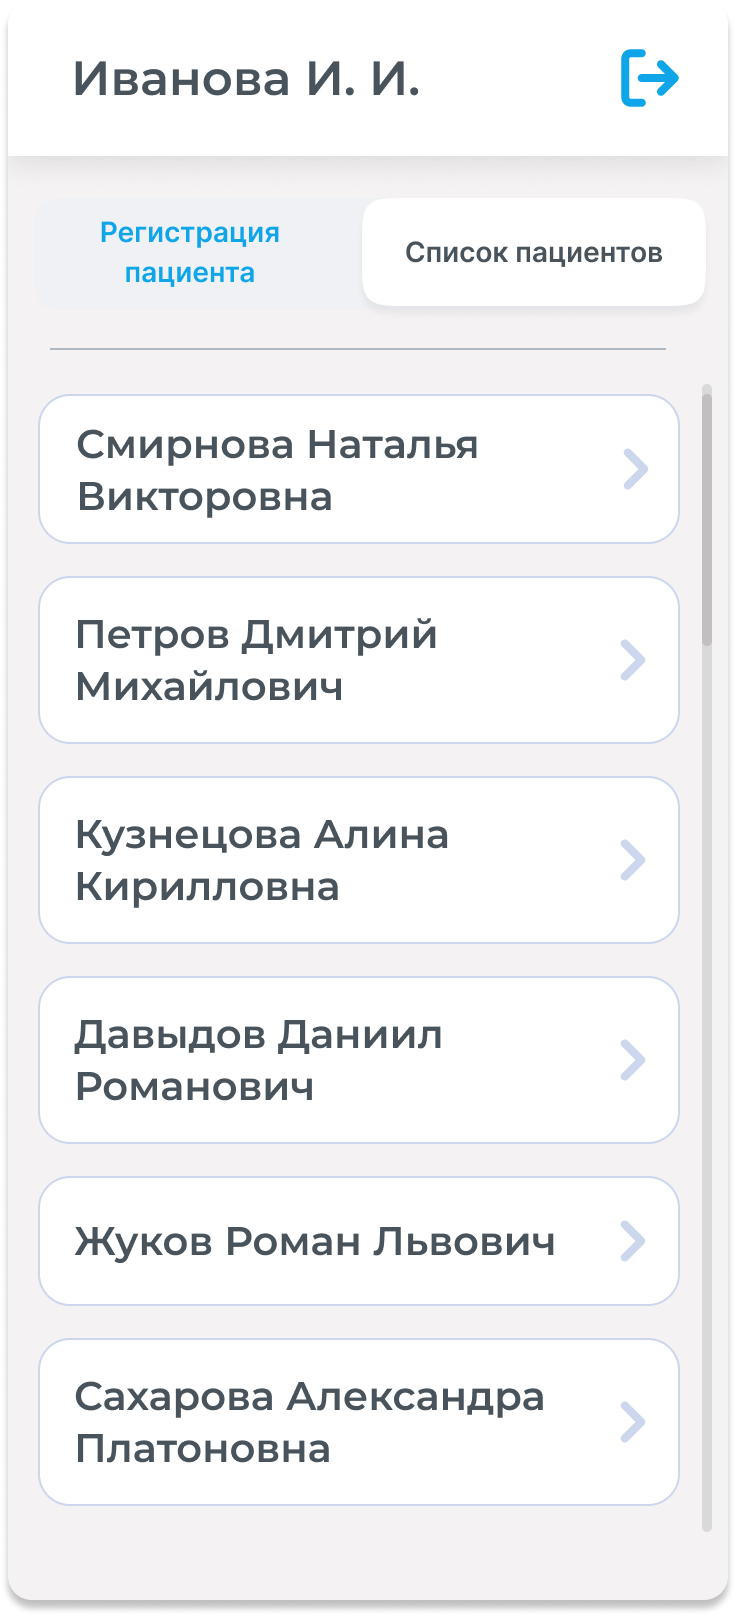 Иванова И. И.
Регистрация
пациента
Список пациентов
Смирнова Наталья
Викторовна
Петров Дмитрий
Михайлович
Кузнецова Алина
Кирилловна
Давыдов Даниил
Романович
Жуков Роман Львович
Сахарова Александра
Платоновна